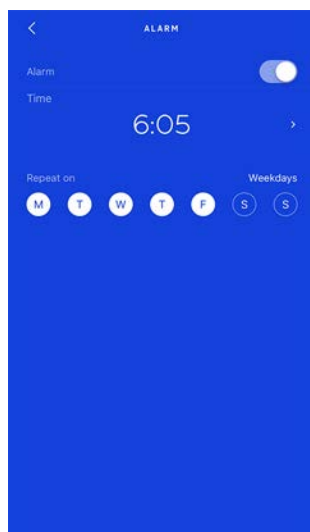 ALARM
Alarm
Time
6:05
Repeat on Weekdays
M T W T F S S